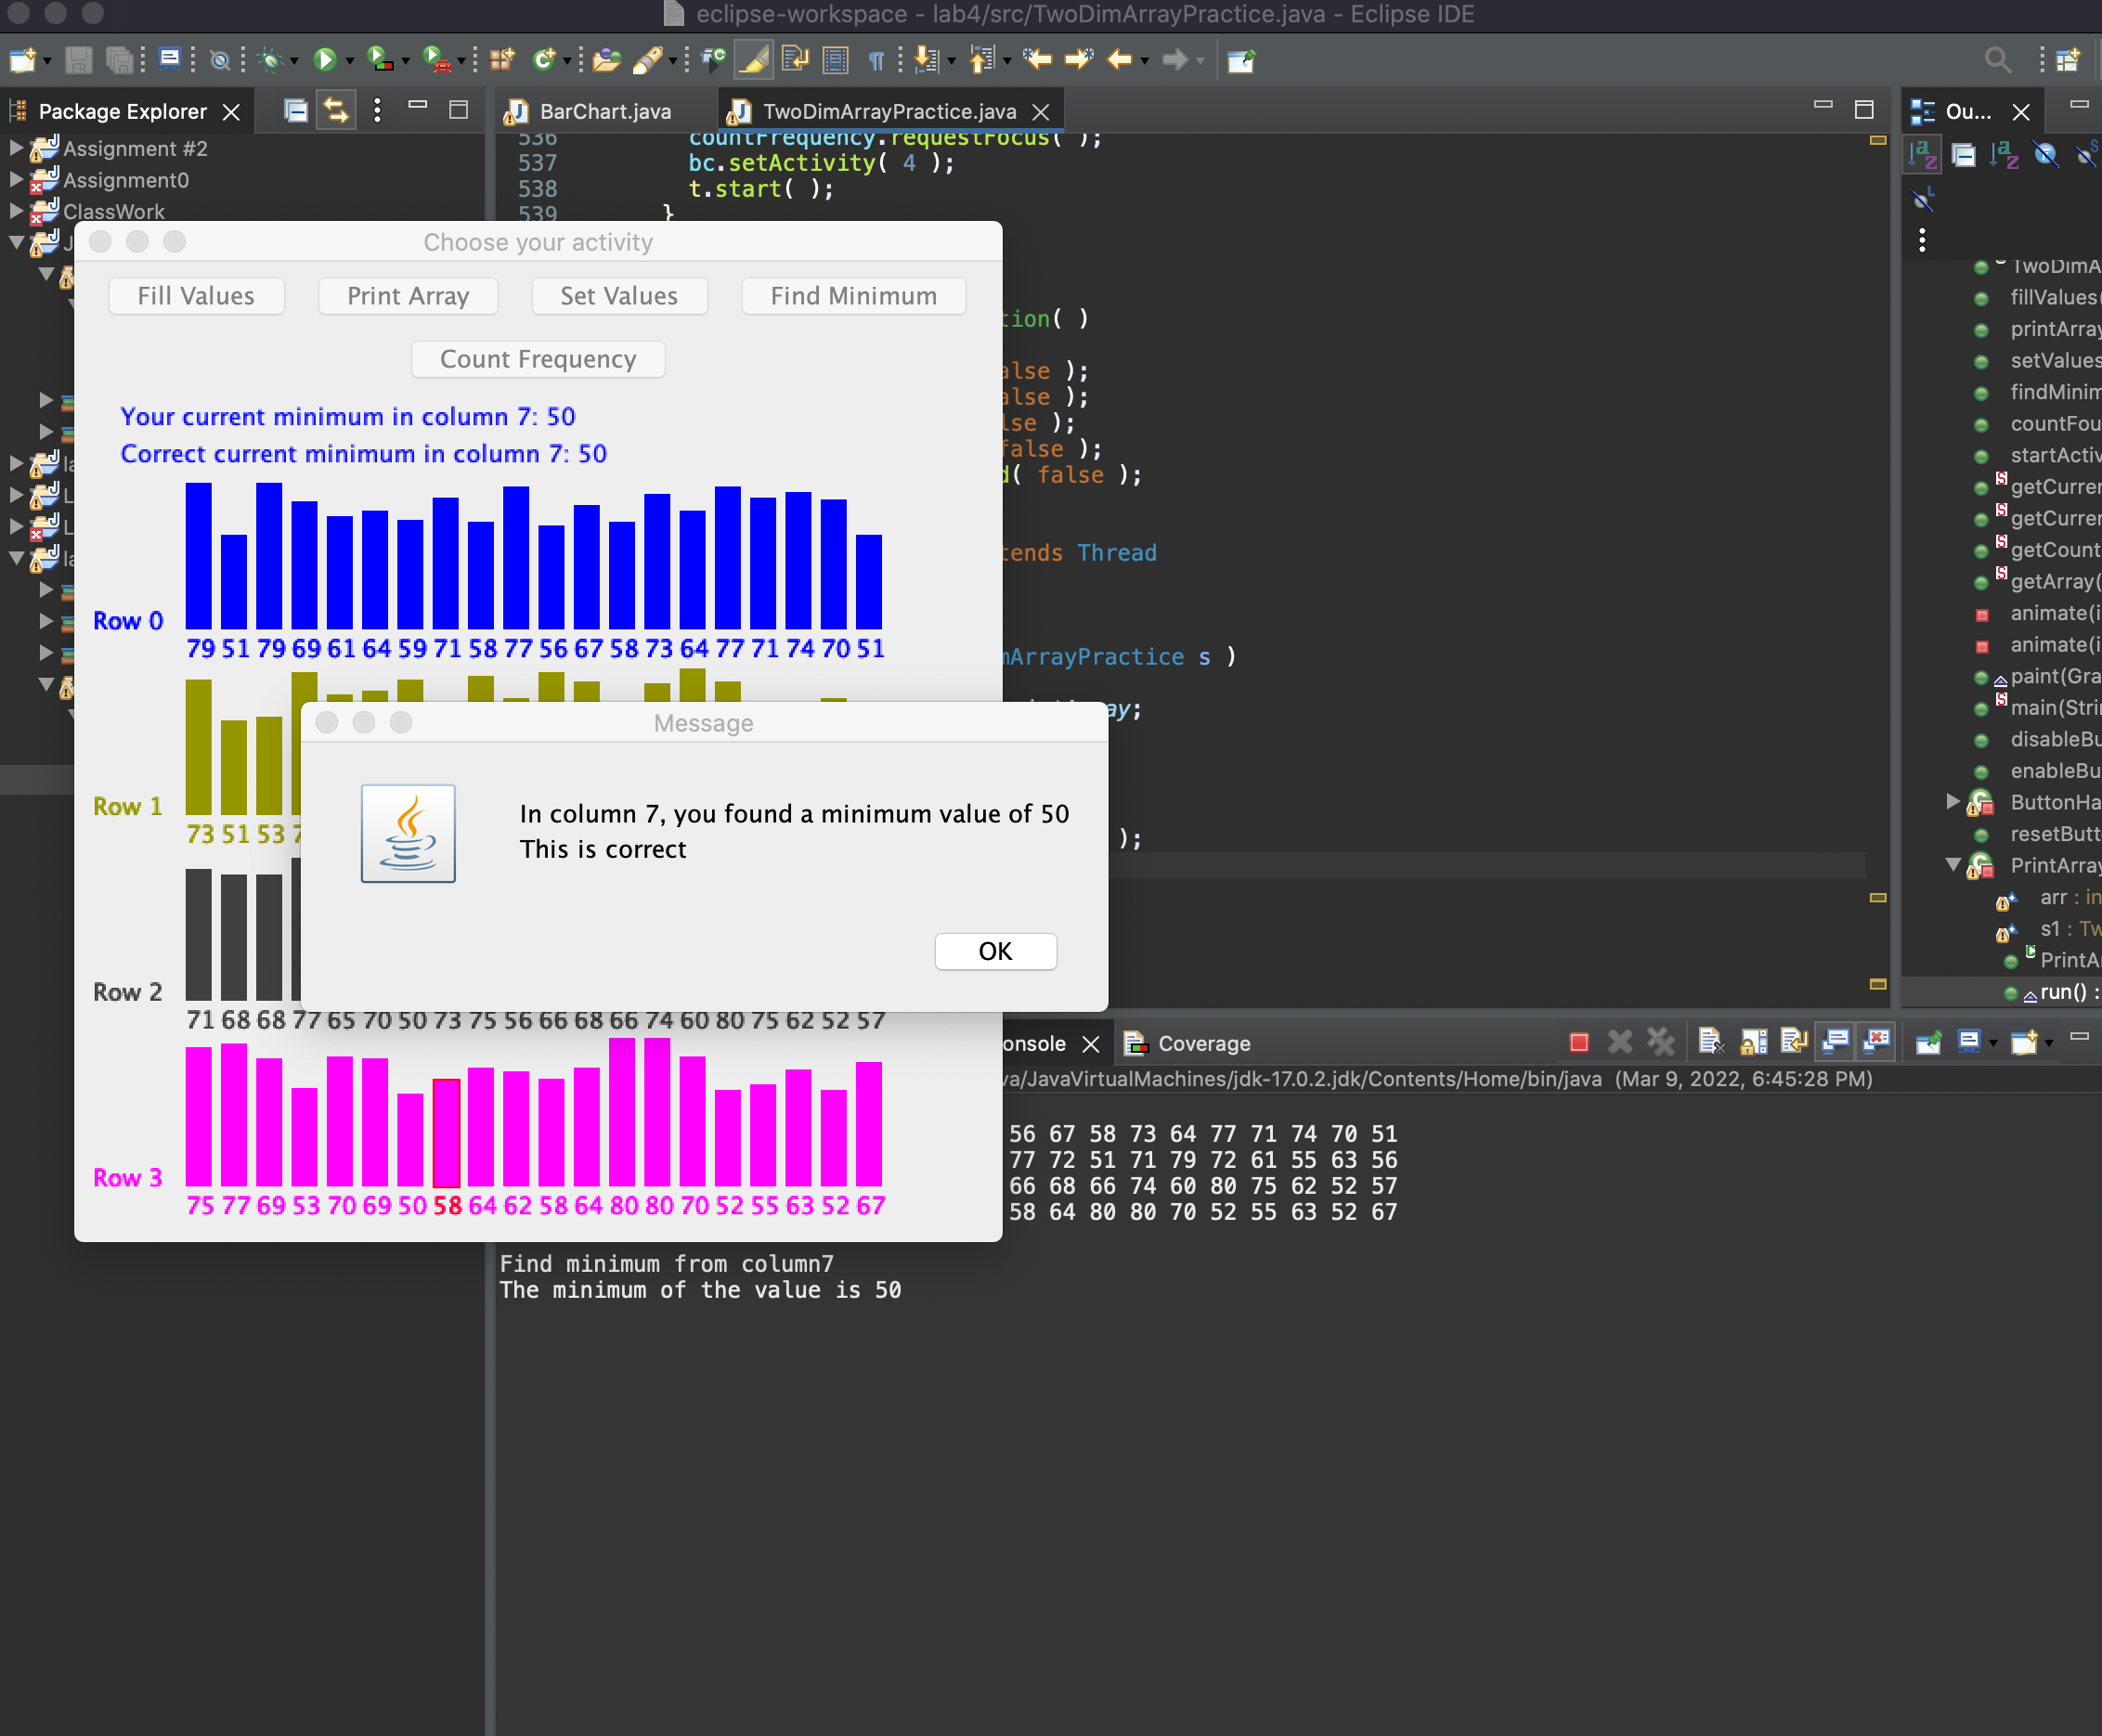 eclipse-workspace - lab4/src/TwoDimArrayPractice.java - Eclipse IDE
Package Explorer
BarChart.java
TwoDimArrayPractice.java
Ou...
Assignment #2
Assignment0
ClassWork
536 countFrequency.requestFocus( );
537 bc.setActivity( 4 );
538 t.start( );
539 }
tion( )
alse );
alse );
lse );
false );
d( false );
tends Thread
mArrayPractice s )
ay;
);
Choose your activity
Fill Values
Print Array
Set Values
Find Minimum
Count Frequency
Your current minimum in column 7: 50
Correct current minimum in column 7: 50
Row 0
79 51 79 69 61 64 59 71 58 77 56 67 58 73 64 77 71 74 70 51
Row 1
73 51 53
Row 2
71 68 68 77 65 70 50 73 75 56 66 68 66 74 60 80 75 62 52 57
Row 3
75 77 69 53 70 69 50 58 64 62 58 64 80 80 70 52 55 63 52 67
Message
In column 7, you found a minimum value of 50
This is correct
OK
TwoDimA
fillValues(
printArray
setValues
findMinim
countFou
startActiv
getCurrer
getCurrer
getCount
getArray(
animate(i
animate(i
paint(Gra
main(Strin
disableBu
enableBu
ButtonHa
resetButt
PrintArray
arr : in
s1 : Tw
PrintA
run() :
onsole
Coverage
va/JavaVirtualMachines/jdk-17.0.2.jdk/Contents/Home/bin/java (Mar 9, 2022, 6:45:28 PM)
56 67 58 73 64 77 71 74 70 51
77 72 51 71 79 72 61 55 63 56
66 68 66 74 60 80 75 62 52 57
58 64 80 80 70 52 55 63 52 67
Find minimum from column7
The minimum of the value is 50